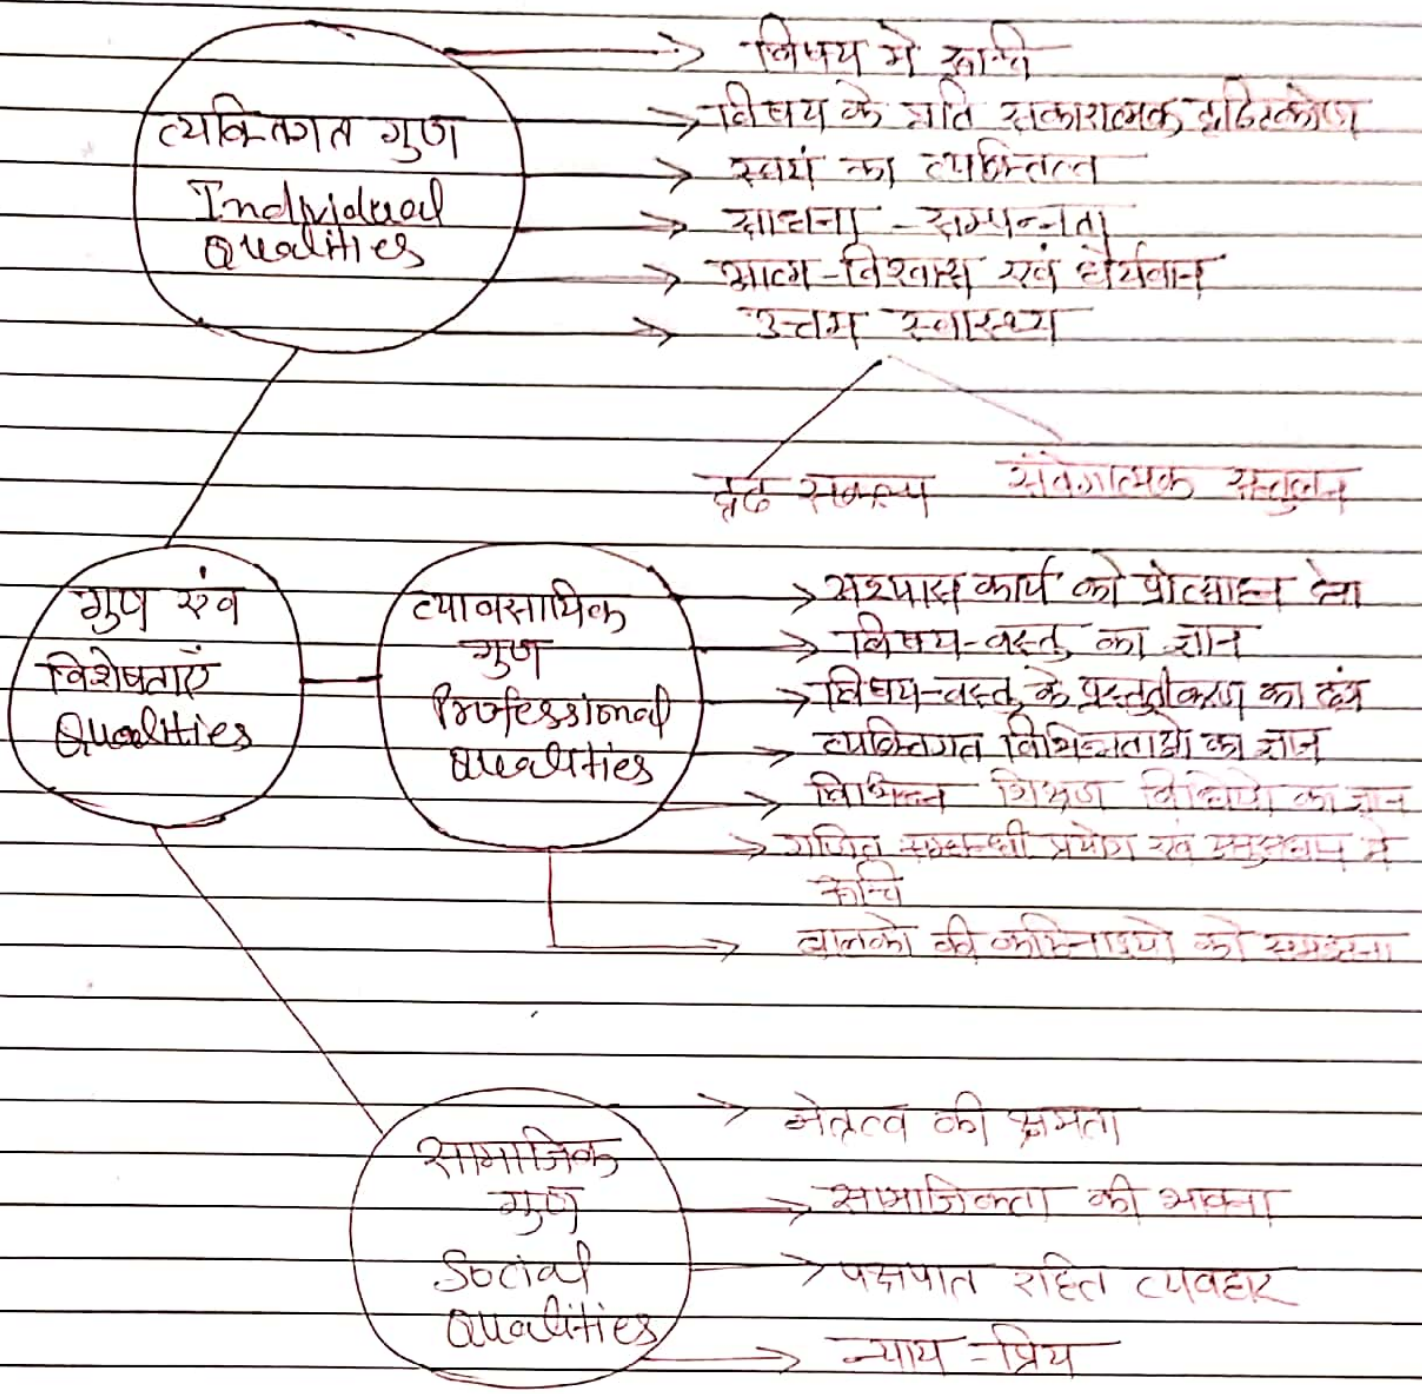 व्यक्तिगत गुण
Individual
Qualities
विषय में रूचि
विषय के प्रति सकारात्मक दृष्टिकोण
स्वयं का व्यक्तित्व
साधना - सम्पन्नता
आत्म-विश्वास एवं धैर्यवान
उत्तम स्वास्थ्य
दृढ संकल्प
संवेगात्मक सन्तुलन
गुण एंव
विशेषताएँ
Qualities
व्यावसायिक
गुण
Professional
Qualities
कार्य को प्रोत्साहन देना
विषय-वस्तु का ज्ञान
विषय-वस्तु के प्रस्तुतीकरण का ढंग
व्यक्तिगत विभिन्नताओ का ज्ञान
विभिन्न शिक्षण विधियो का ज्ञान
गणित सम्बन्धी प्रयोग एवं अनुसंधान में
रूचि
बालको की कठिनाइयो को समझना
सामाजिक
गुण
Social
Qualities
नेतृत्व की क्षमता
सामाजिकता की भावना
पक्षपात रहित व्यवहार
न्याय - प्रिय